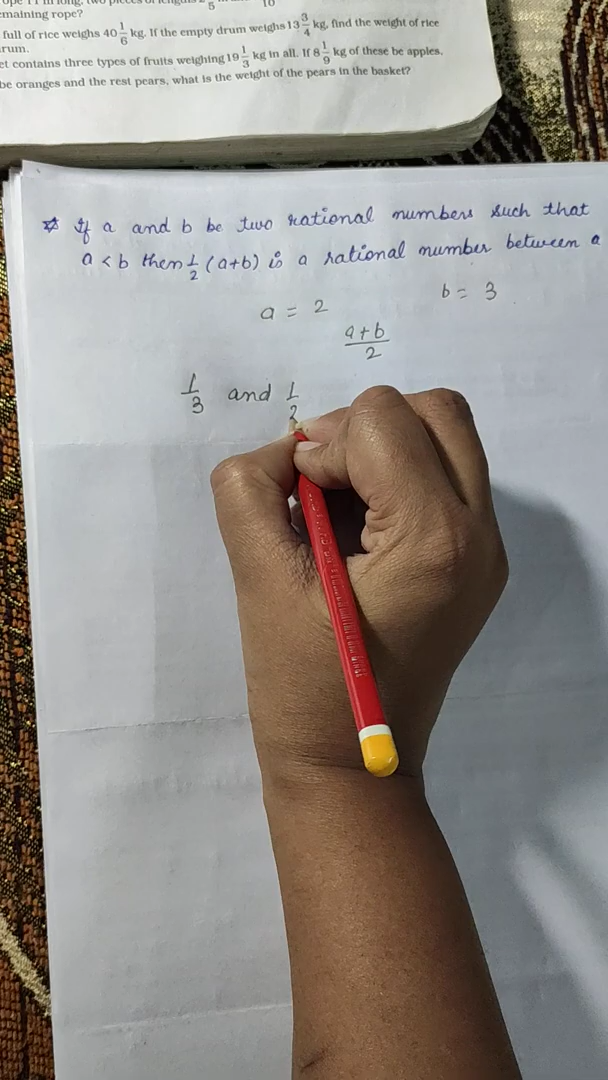 maining rope?
full of rice weighs 40 1/6 kg. If the empty drum weighs 13 3/4 kg, find the weight of rice
rum.
et contains three types of fruits weighing 19 1/3 kg in all. If 8 1/9 kg of these be apples,
be oranges and the rest pears, what is the weight of the pears in the basket?
If a and b be two rational numbers such that
a < b then 1/2 (a+b) is a rational number between a
a = 2
b = 3
a+b/2
1/3 and 1/2